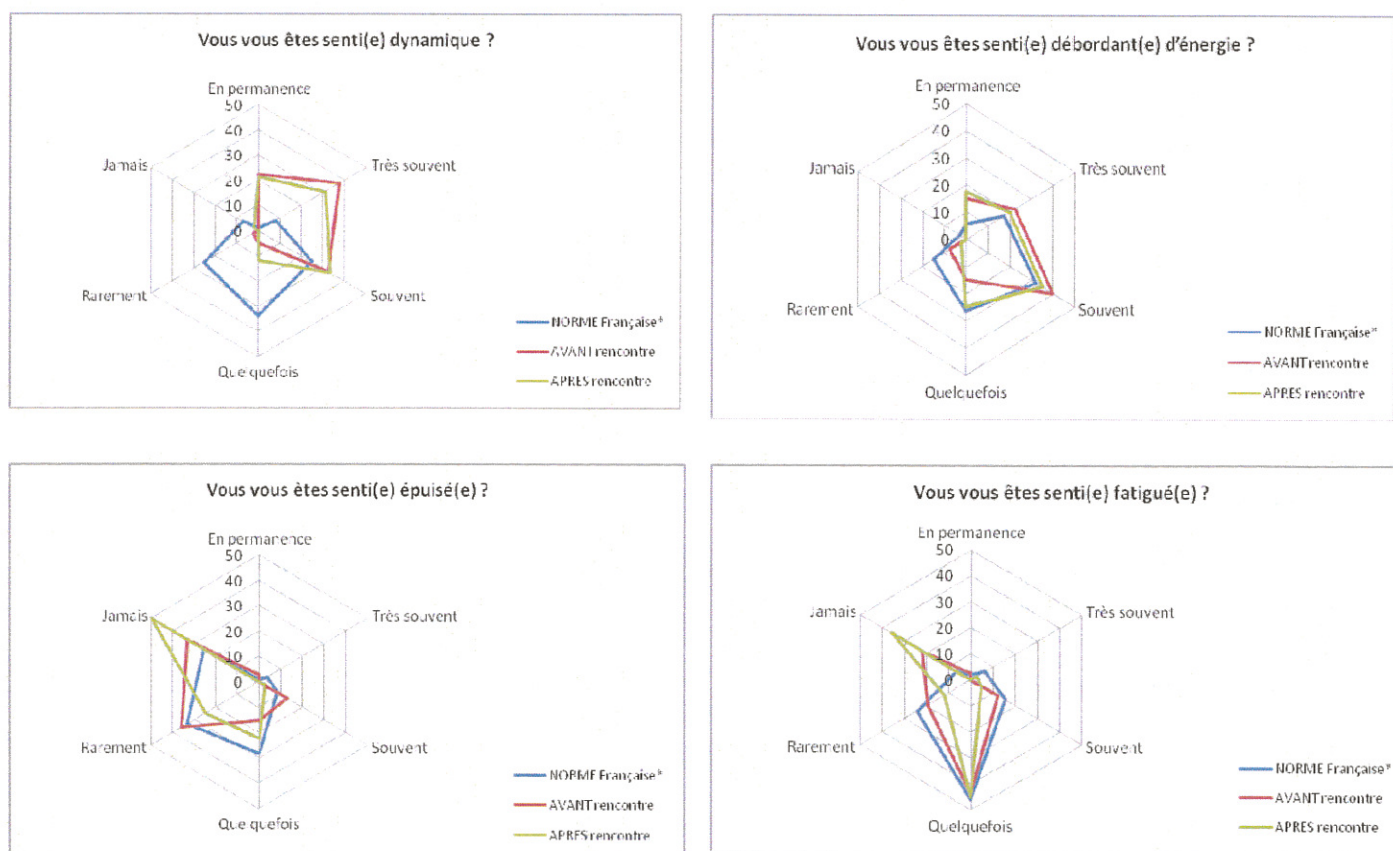 Vous vous êtes senti(e) dynamique ?
En permanence
50
40
30
20
10
0
Très souvent
Souvent
Quelquefois
Rarement
Jamais
NORME Française*
AVANT rencontre
APRES rencontre
Vous vous êtes senti(e) débordant(e) d'énergie ?
En permanence
50
40
30
20
10
0
Très souvent
Souvent
Quelquefois
Rarement
Jamais
NORME Française*
AVANT rencontre
APRES rencontre
Vous vous êtes senti(e) épuisé(e) ?
En permanence
50
40
30
20
10
0
Très souvent
Souvent
Quelquefois
Rarement
Jamais
NORME Française*
AVANT rencontre
APRES rencontre
Vous vous êtes senti(e) fatigué(e) ?
En permanence
50
40
30
20
10
0
Très souvent
Souvent
Quelquefois
Rarement
Jamais
NORME Française*
AVANT rencontre
APRES rencontre